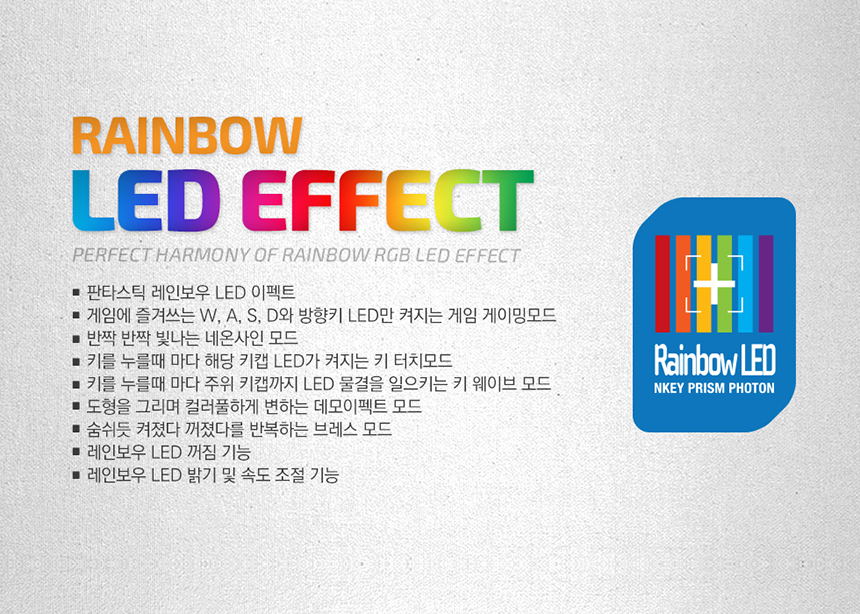 RAINBOW
LED EFFECT
PERFECT HARMONY OF RAINBOW RGB LED EFFECT
■ 판타스틱 레인보우 LED 이펙트
■ 게임에 즐겨쓰는 W, A, S, D와 방향키 LED만 켜지는 게임 게이밍모드
■ 반짝 반짝 빛나는 네온사인 모드
■ 키를 누를때 마다 해당 키캡 LED가 켜지는 키 터치모드
■ 키를 누를때 마다 주위 키캡까지 LED 물결을 일으키는 키 웨이브 모드
■ 도형을 그리며 컬러풀하게 변하는 데모이펙트 모드
■ 숨쉬듯 켜졌다 꺼졌다를 반복하는 브레스 모드
■ 레인보우 LED 꺼짐 기능
■ 레인보우 LED 밝기 및 속도 조절 기능
Rainbow LED
NKEY PRISM PHOTON